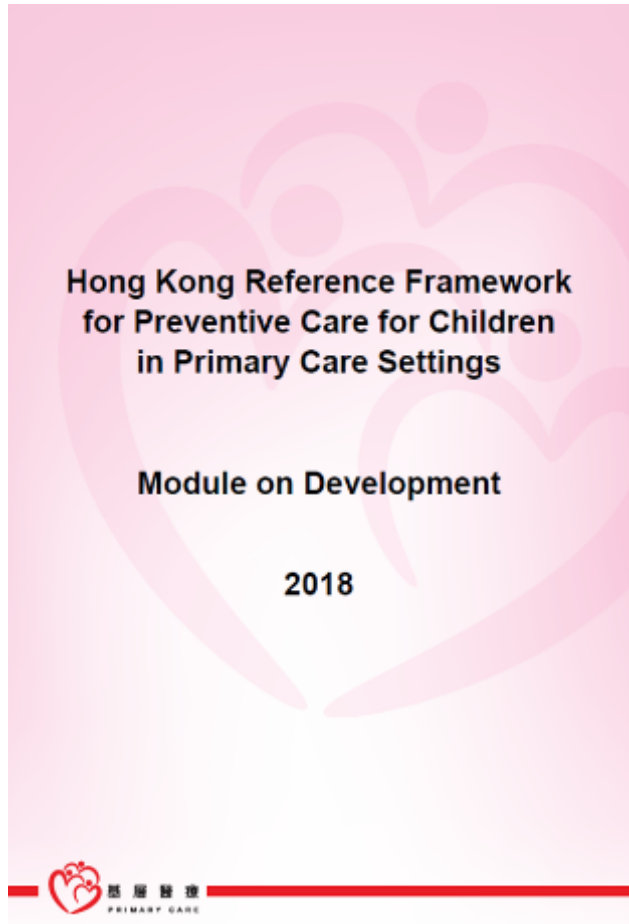 Hong Kong Reference Framework
for Preventive Care for Children
in Primary Care Settings
Module on Development
2018
基層醫療
PRIMARY CARE